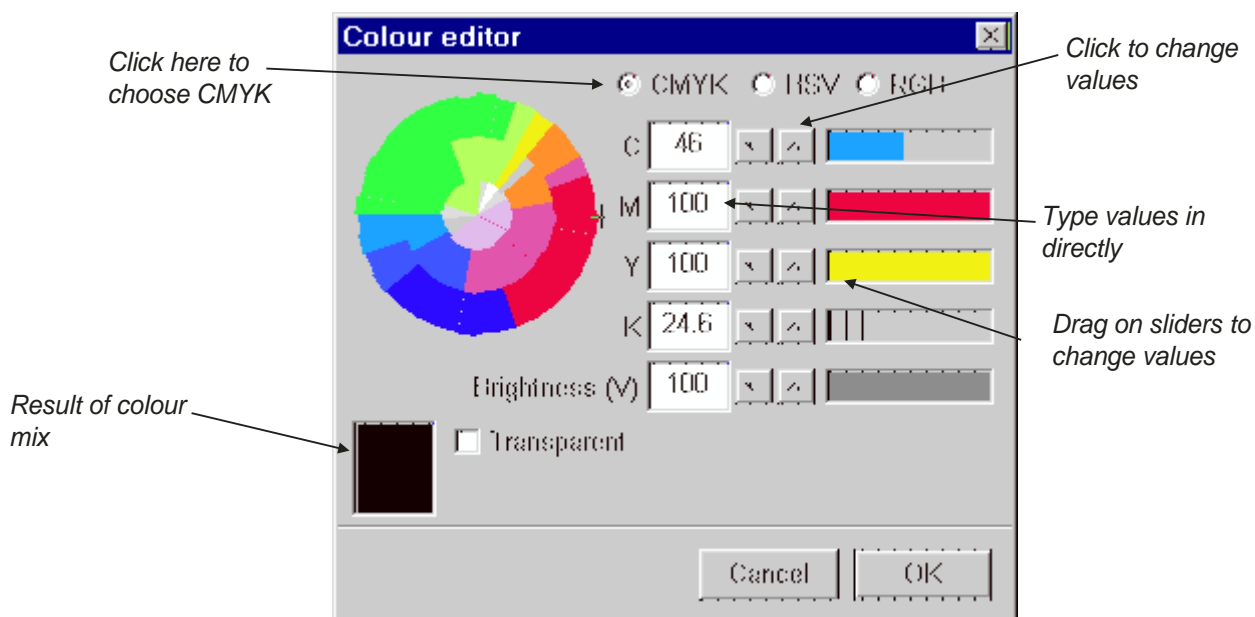 Colour editor
Click here to
choose CMYK
Click to change
values
CMYK HSV RGB
C 46
M 100
Type values in
directly
Y 100
K 24.6
Drag on sliders to
change values
Brightness (V) 100
Result of colour
mix
Transparent
Cancel OK